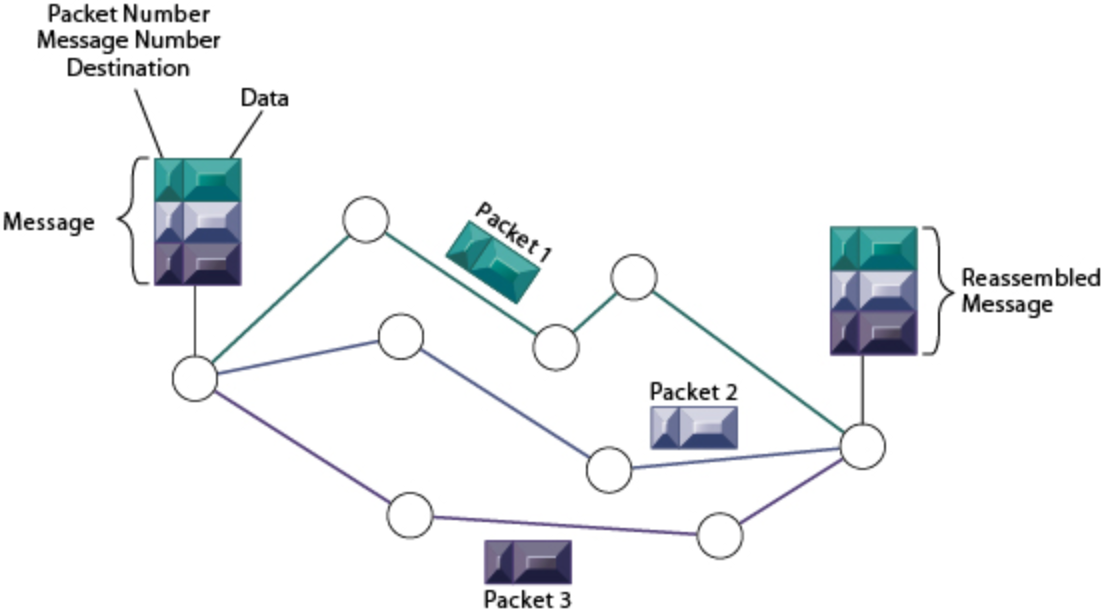 Packet Number
Message Number
Destination
Data
Message
Packet 1
Reassembled
Message
Packet 2
Packet 3